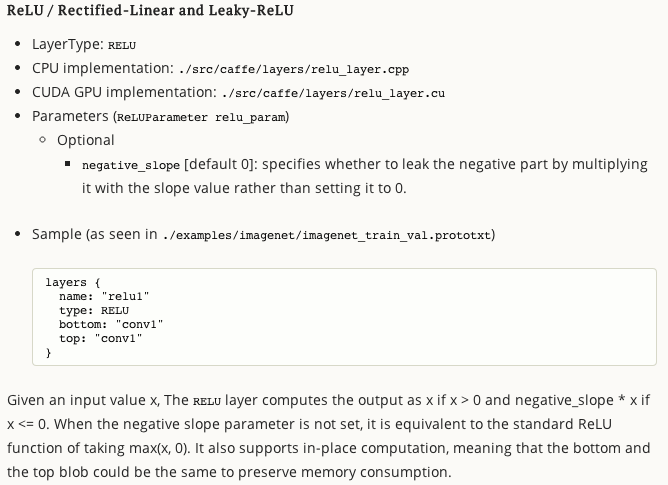 ReLU / Rectified-Linear and Leaky-ReLU
• LayerType: RELU
• CPU implementation: ./src/caffe/layers/relu_layer.cpp
• CUDA GPU implementation: ./src/caffe/layers/relu_layer.cu
• Parameters (ReLUParameter relu_param)
◦ Optional
▪ negative_slope [default 0]: specifies whether to leak the negative part by multiplying
it with the slope value rather than setting it to 0.
• Sample (as seen in ./examples/imagenet/imagenet_train_val.prototxt)
layers {
  name: "relu1"
  type: RELU
  bottom: "conv1"
  top: "conv1"
}
Given an input value x, The RELU layer computes the output as x if x > 0 and negative_slope * x if
x <= 0. When the negative slope parameter is not set, it is equivalent to the standard ReLU
function of taking max(x, 0). It also supports in-place computation, meaning that the bottom and
the top blob could be the same to preserve memory consumption.